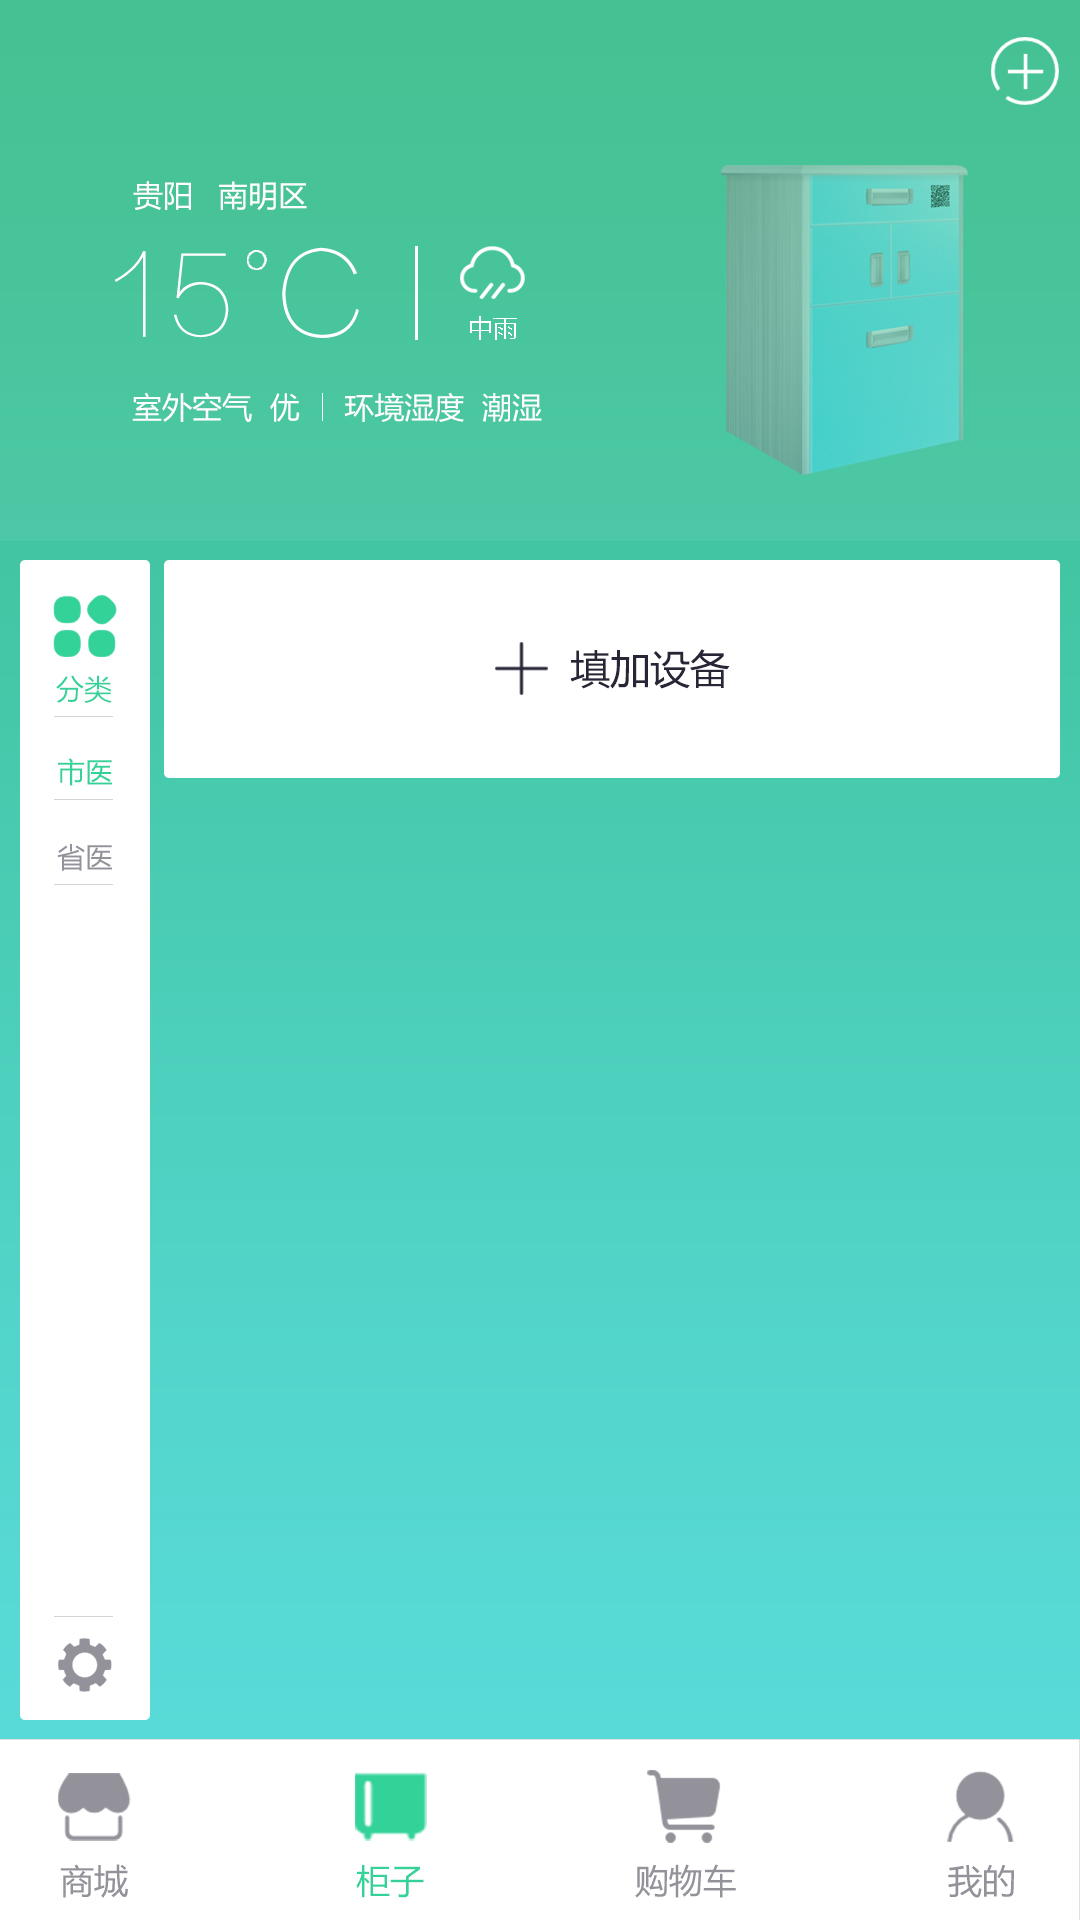 贵阳 南明区
15°C
中雨
室外空气 优 | 环境湿度 潮湿
分类
填加设备
市医
省医
商城 柜子 购物车 我的